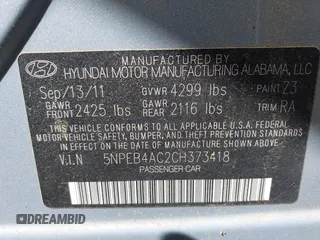 MANUFACTURED BY
HYUNDAI MOTOR MANUFACTURING ALABAMA, LLC
Sep/13/11 GVWR 4299 lbs PAINT Z3
GAWR FRONT 2425 lbs GAWR REAR 2116 lbs TRIM RA
THIS VEHICLE CONFORMS TO ALL APPLICABLE U.S. FEDERAL
MOTOR VEHICLE SAFETY, BUMPER, AND THEFT PREVENTION
STANDARDS IN EFFECT ON THE DATE OF MANUFACTURE SHOWN ABOVE.
V.I.N 5NPEB4AC2CH373418
PASSENGER CAR
DREAMBID